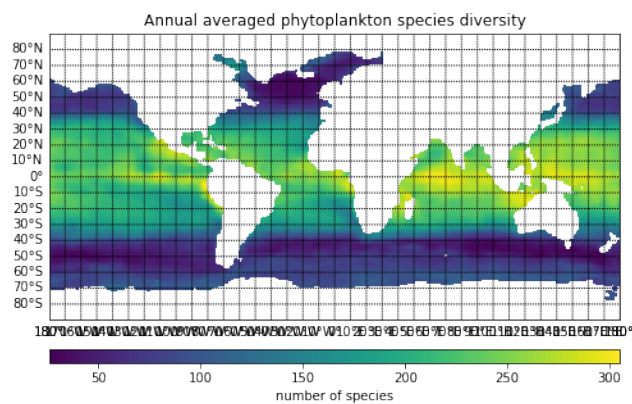 Annual averaged phytoplankton species diversity
80°N
70°N
60°N
50°N
40°N
30°N
20°N
10°N
0°
10°S
20°S
30°S
40°S
50°S
60°S
70°S
80°S
50 100 150 200 250 300
number of species